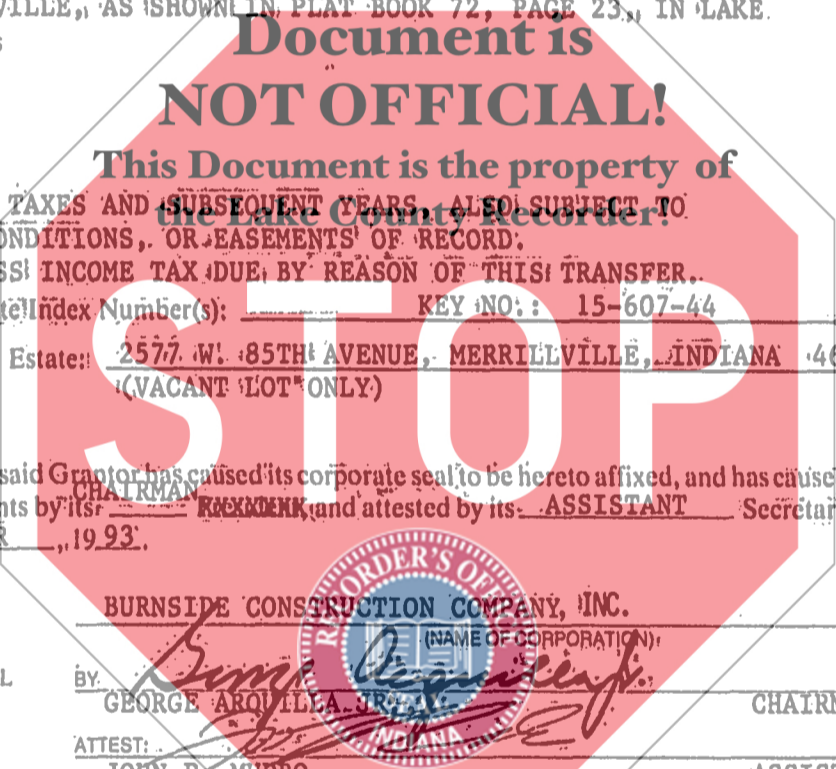 VILLE, AS SHOWN IN PLAT BOOK 72, PAGE 23, IN LAKE
Document is
NOT OFFICIAL!
This Document is the property of
the Lake County Recorder!
TAXES AND SUBSEQUENT YEARS, ALSO SUBJECT TO
ONDITIONS, OR EASEMENTS OF RECORD.
SS INCOME TAX DUE BY REASON OF THIS TRANSFER.
te Index Number(s): KEY NO.: 15-607-44
STOP
Estate: 2577 W. 85TH AVENUE, MERRILLVILLE, INDIANA 46
(VACANT LOT ONLY)
said Grantor has caused its corporate seal to be hereto affixed, and has cause
CHAIRMAN
nts by its and attested by its ASSISTANT Secretar
R , 1993.
BURNSIDE CONSTRUCTION COMPANY, INC.
(NAME OF CORPORATION)
RECORDER'S OFFICE
BY
GEORGE ARQUILLA JR. CHAIRM
SEAL
INDIANA
ATTEST: